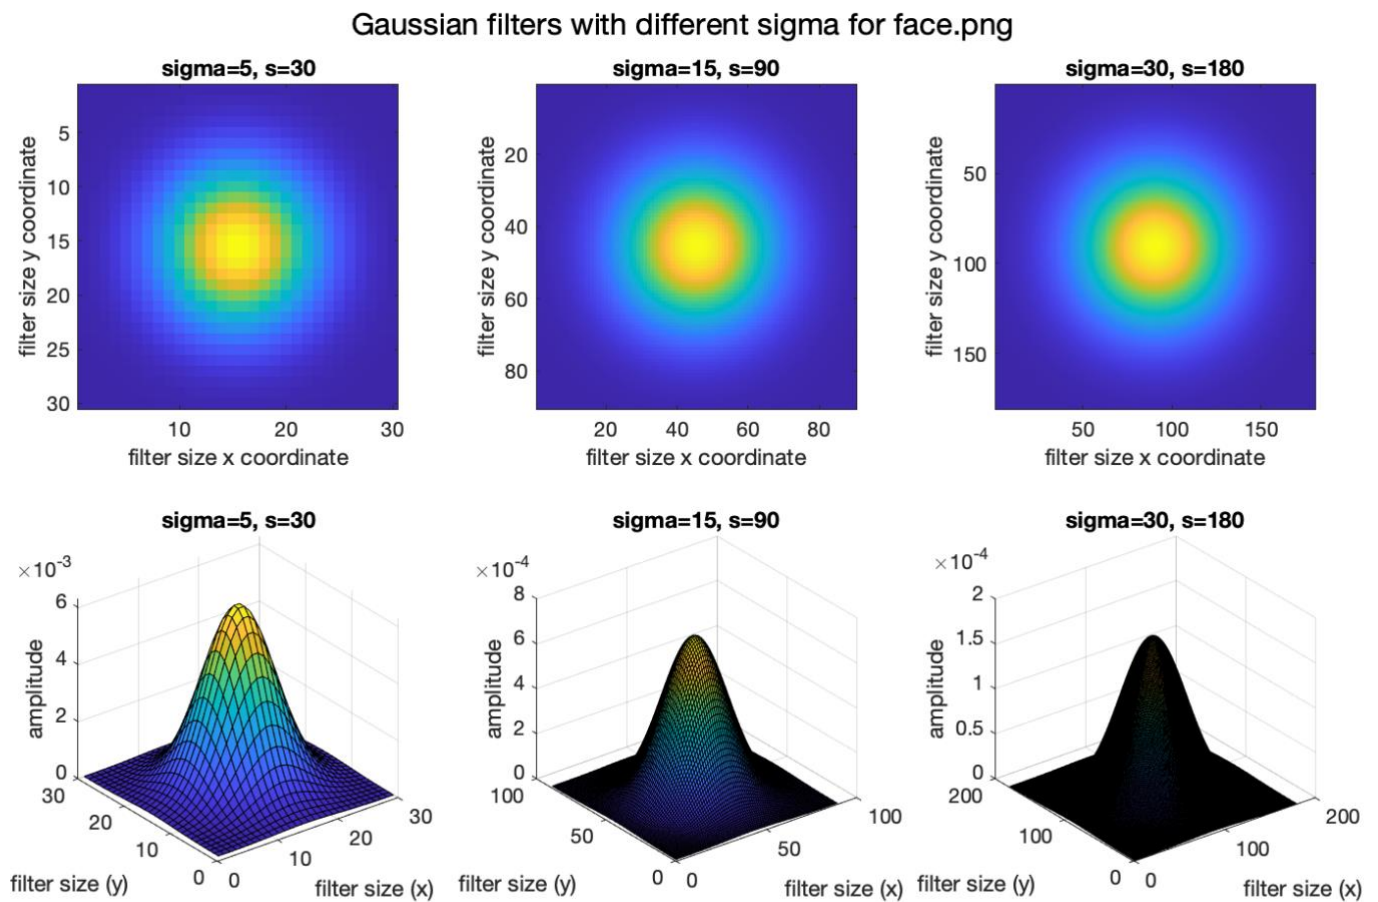 Gaussian filters with different sigma for face.png
sigma=5, s=30
5
10
15
20
25
30
filter size y coordinate
10
20
30
filter size x coordinate
sigma=15, s=90
20
40
60
80
filter size y coordinate
20
40
60
80
filter size x coordinate
sigma=30, s=180
50
100
150
filter size y coordinate
50
100
150
filter size x coordinate
sigma=5, s=30
×10⁻³
6
4
2
0
amplitude
30
20
10
0
filter size (y)
0
10
20
30
filter size (x)
sigma=15, s=90
×10⁻⁴
8
6
4
2
0
amplitude
100
50
0
filter size (y)
0
50
100
filter size (x)
sigma=30, s=180
×10⁻⁴
2
1.5
1
0.5
0
amplitude
200
100
0
filter size (y)
0
100
200
filter size (x)